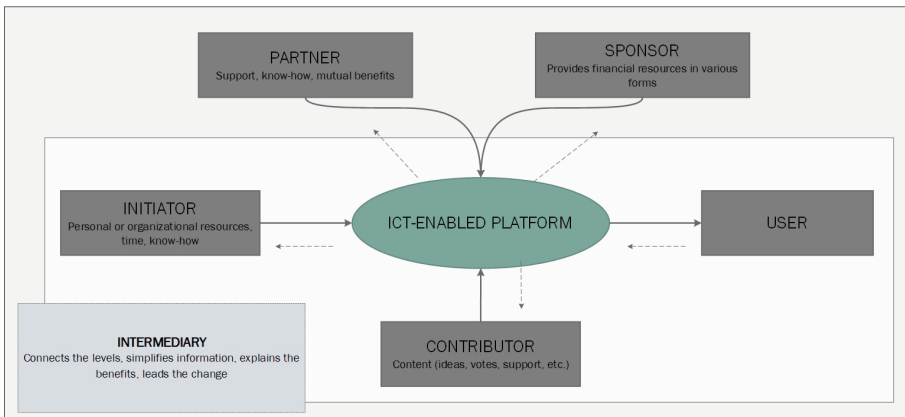 PARTNER
Support, know-how, mutual benefits
SPONSOR
Provides financial resources in various
forms
INITIATOR
Personal or organizational resources,
time, know-how
ICT-ENABLED PLATFORM
USER
INTERMEDIARY
Connects the levels, simplifies information, explains the
benefits, leads the change
CONTRIBUTOR
Content (ideas, votes, support, etc.)